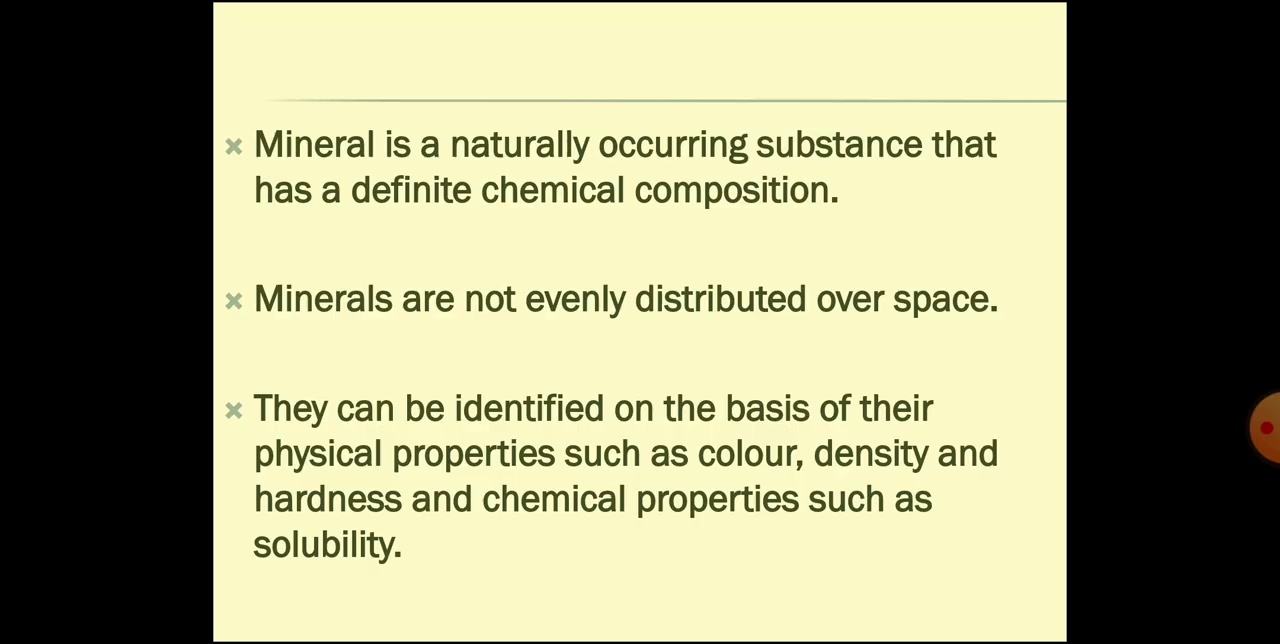 Mineral is a naturally occurring substance that
has a definite chemical composition.
Minerals are not evenly distributed over space.
They can be identified on the basis of their
physical properties such as colour, density and
hardness and chemical properties such as
solubility.